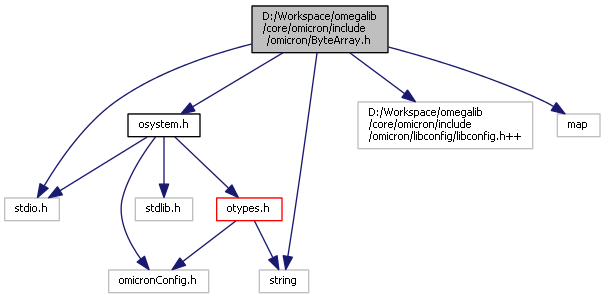 D:/Workspace/omegalib
/core/omicron/include
/omicron/ByteArray.h
osystem.h
D:/Workspace/omegalib
/core/omicron/include
/omicron/libconfig/libconfig.h++
map
stdio.h
stdlib.h
otypes.h
omicronConfig.h
string